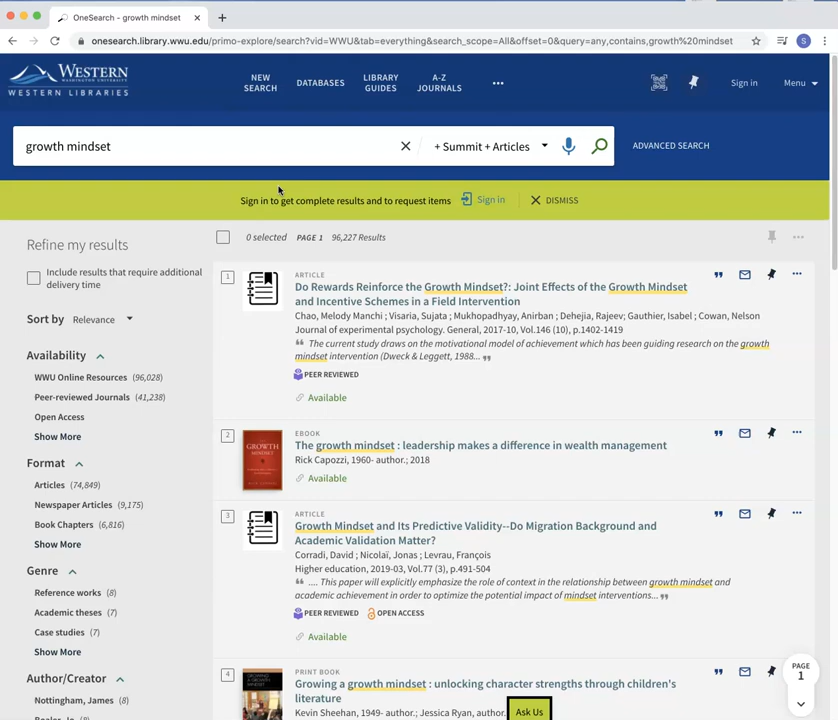 OneSearch - growth mindset
onesearch.library.wwu.edu/primo-explore/search?vid=WWU&tab=everything&search_scope=All&offset=0&query=any,contains,growth%20mindset
S
WESTERN
WASHINGTON UNIVERSITY
WESTERN LIBRARIES
NEW SEARCH
DATABASES
LIBRARY GUIDES
A-Z JOURNALS
Sign in
Menu
growth mindset
+ Summit + Articles
ADVANCED SEARCH
Sign in to get complete results and to request items
Sign in
DISMISS
Refine my results
Include results that require additional
delivery time
Sort by Relevance
Availability
WWU Online Resources (96,028)
Peer-reviewed Journals (41,238)
Open Access
Show More
Format
Articles (74,849)
Newspaper Articles (9,175)
Book Chapters (6,816)
Show More
Genre
Reference works (8)
Academic theses (7)
Case studies (7)
Show More
Author/Creator
Nottingham, James (8)
0 selected PAGE 1 96,227 Results
1
ARTICLE
Do Rewards Reinforce the Growth Mindset?: Joint Effects of the Growth Mindset
and Incentive Schemes in a Field Intervention
Chao, Melody Manchi ; Visaria, Sujata ; Mukhopadhyay, Anirban ; Dehejia, Rajeev; Gauthier, Isabel ; Cowan, Nelson
Journal of experimental psychology. General, 2017-10, Vol.146 (10), p.1402-1419
“ The current study draws on the motivational model of achievement which has been guiding research on the growth
mindset intervention (Dweck & Leggett, 1988... ”
PEER REVIEWED
Available
2
EBOOK
The growth mindset : leadership makes a difference in wealth management
Rick Capozzi, 1960- author.; 2018
Available
GROWTH
MINDSET
3
ARTICLE
Growth Mindset and Its Predictive Validity--Do Migration Background and
Academic Validation Matter?
Corradi, David ; Nicolaï, Jonas ; Levrau, François
Higher education, 2019-03, Vol.77 (3), p.491-504
“ .... This paper will explicitly emphasize the role of context in the relationship between growth mindset and
academic achievement in order to optimize the potential impact of mindset interventions... ”
PEER REVIEWED OPEN ACCESS
Available
4
PRINT BOOK
Growing a growth mindset : unlocking character strengths through children's
literature
Kevin Sheehan, 1949- author.; Jessica Ryan, author.
Ask Us
PAGE
1